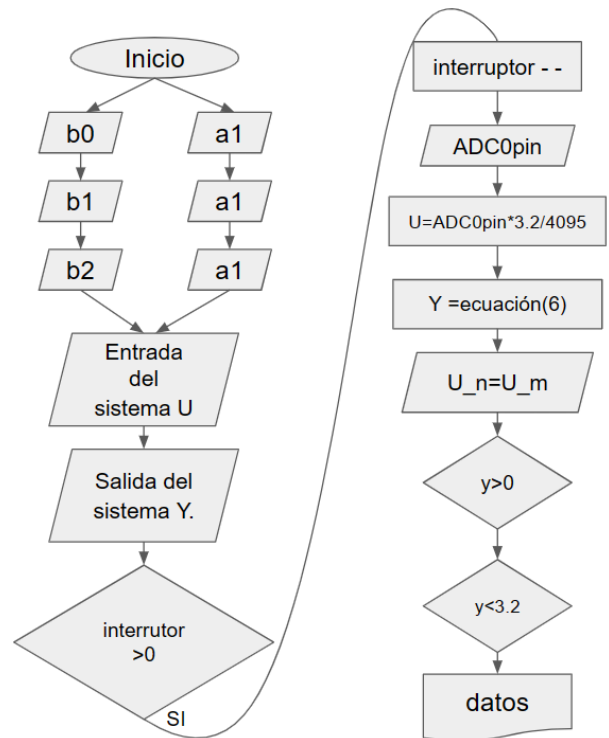 Inicio
b0
a1
b1
a1
b2
a1
Entrada
del
sistema U
Salida del
sistema Y.
interrutor
>0
SI
interruptor - -
ADC0pin
U=ADC0pin*3.2/4095
Y =ecuación(6)
U_n=U_m
y>0
y<3.2
datos